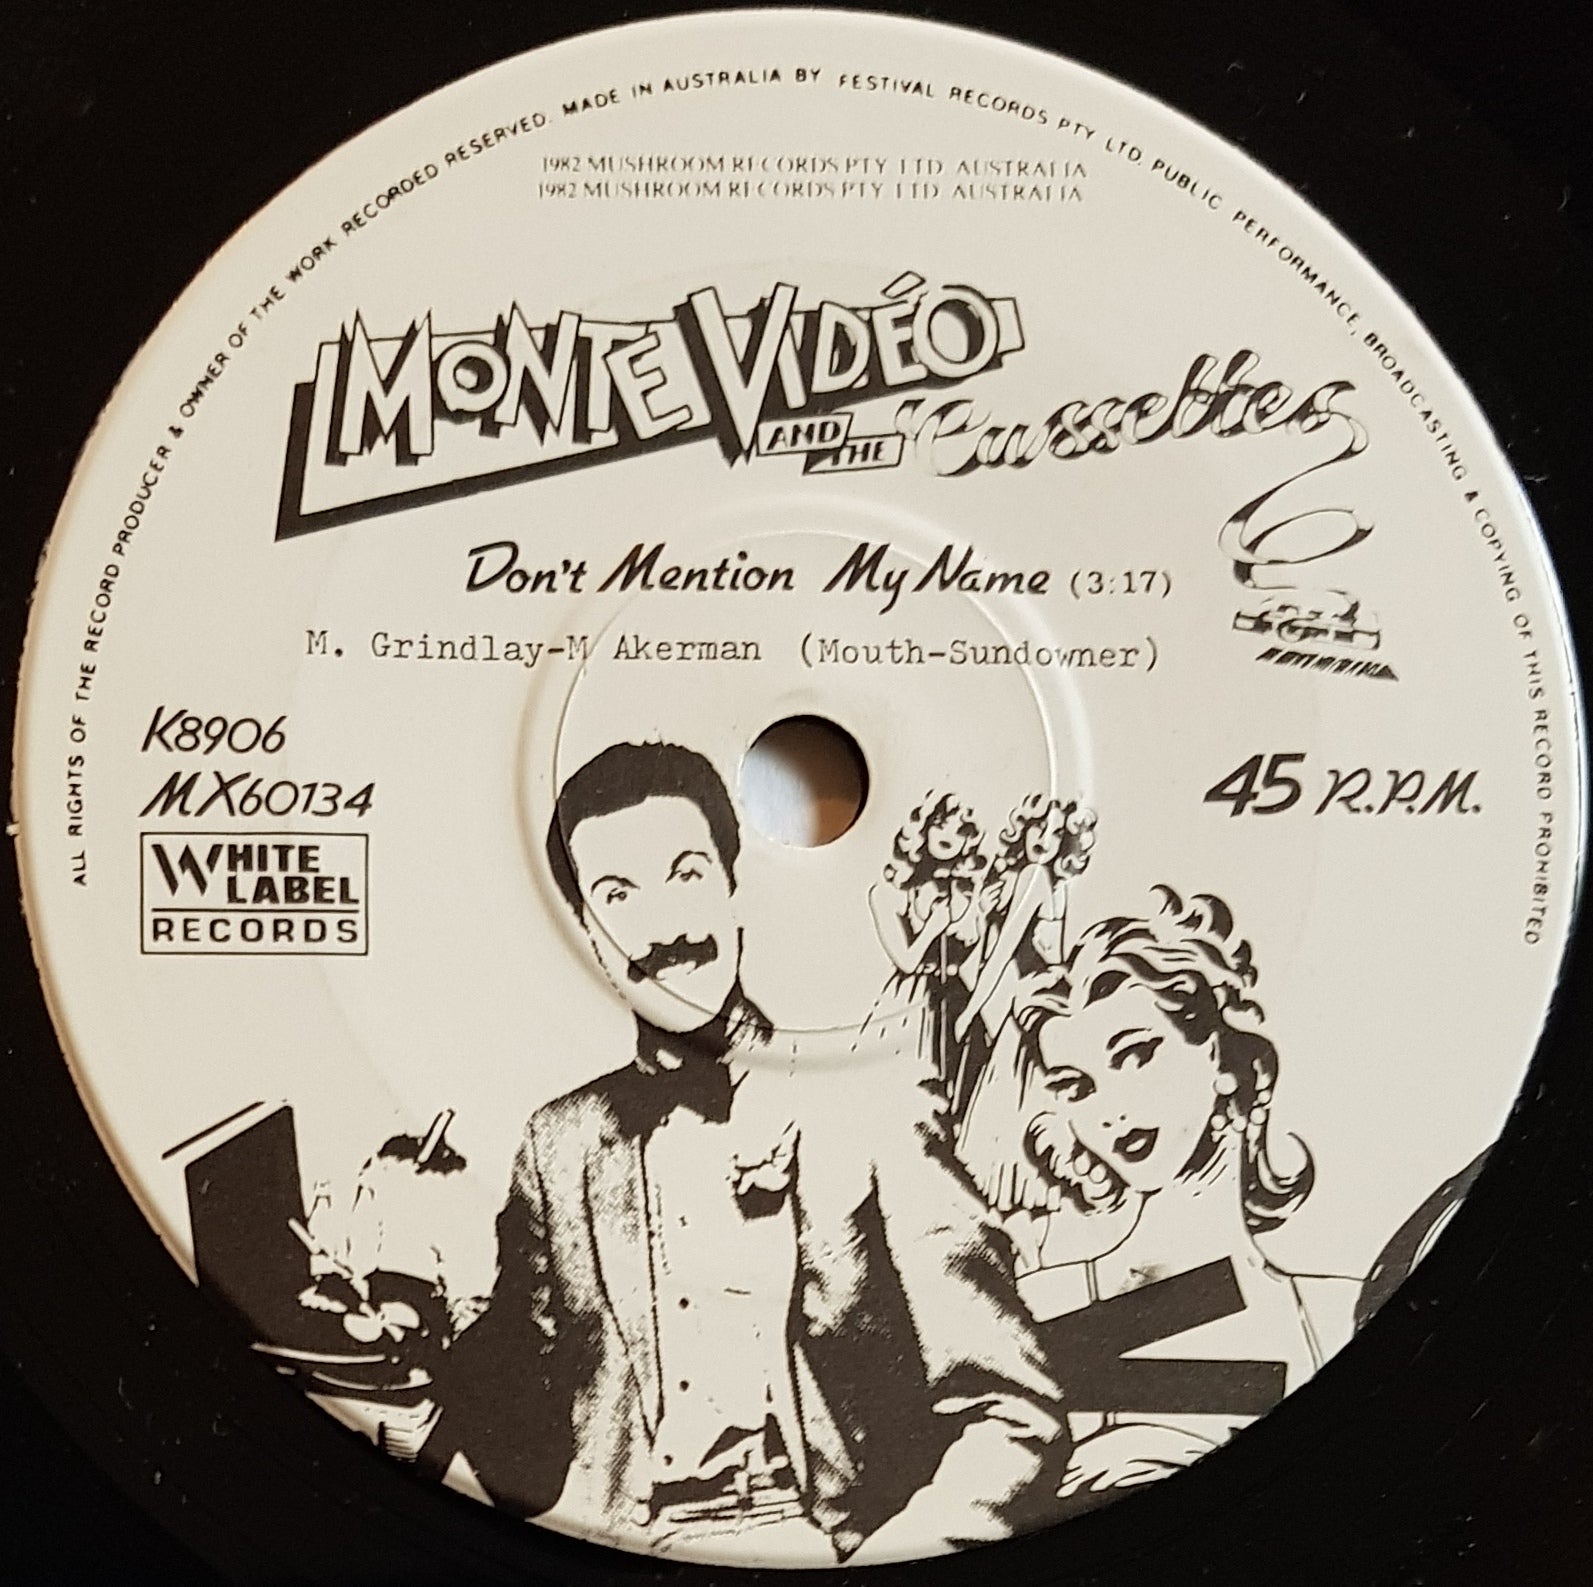 ALL RIGHTS OF THE RECORD PRODUCER & OWNER OF THE WORK RECORDED RESERVED. MADE IN AUSTRALIA BY FESTIVAL RECORDS PTY LTD. PUBLIC PERFORMANCE, BROADCASTING & COPYING OF THIS RECORD PROHIBITED
1982 MUSHROOM RECORDS PTY LTD AUSTRALIA
1982 MUSHROOM RECORDS PTY LTD AUSTRALIA
MONTE VIDÉO
AND THE Cassettes
Don't Mention My Name (3:17)
M. Grindlay-M Akerman (Mouth-Sundowner)
K8906
MX60134
45 R.P.M.
WHITE
LABEL
RECORDS